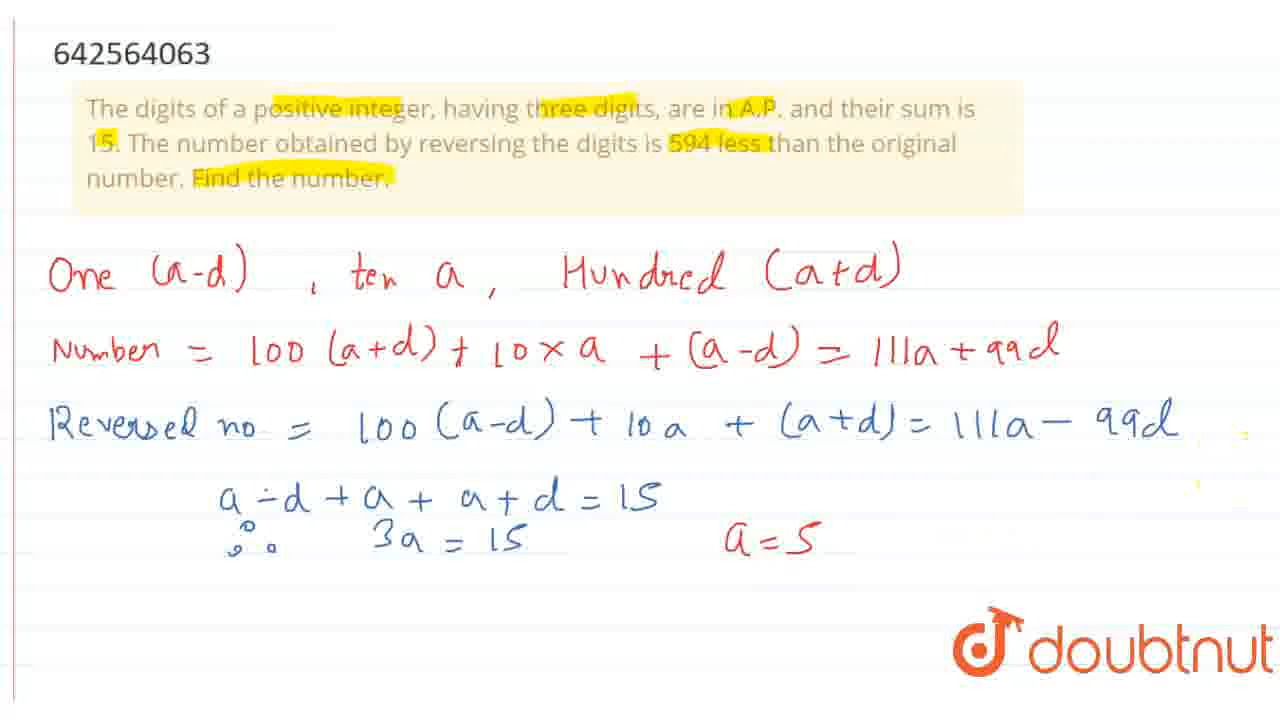 642564063
The digits of a positive integer, having three digits, are in A.P. and their sum is
15. The number obtained by reversing the digits is 594 less than the original
number. Find the number.
One (a-d) , ten a, Hundred (a+d)
Number = 100 (a+d) + 10 × a + (a-d) = 111a + 99d
Reversed no = 100 (a-d) + 10a + (a+d) = 111a - 99d
a - d + a + a + d = 15
∴ 3a = 15 a = 5
doubtnut